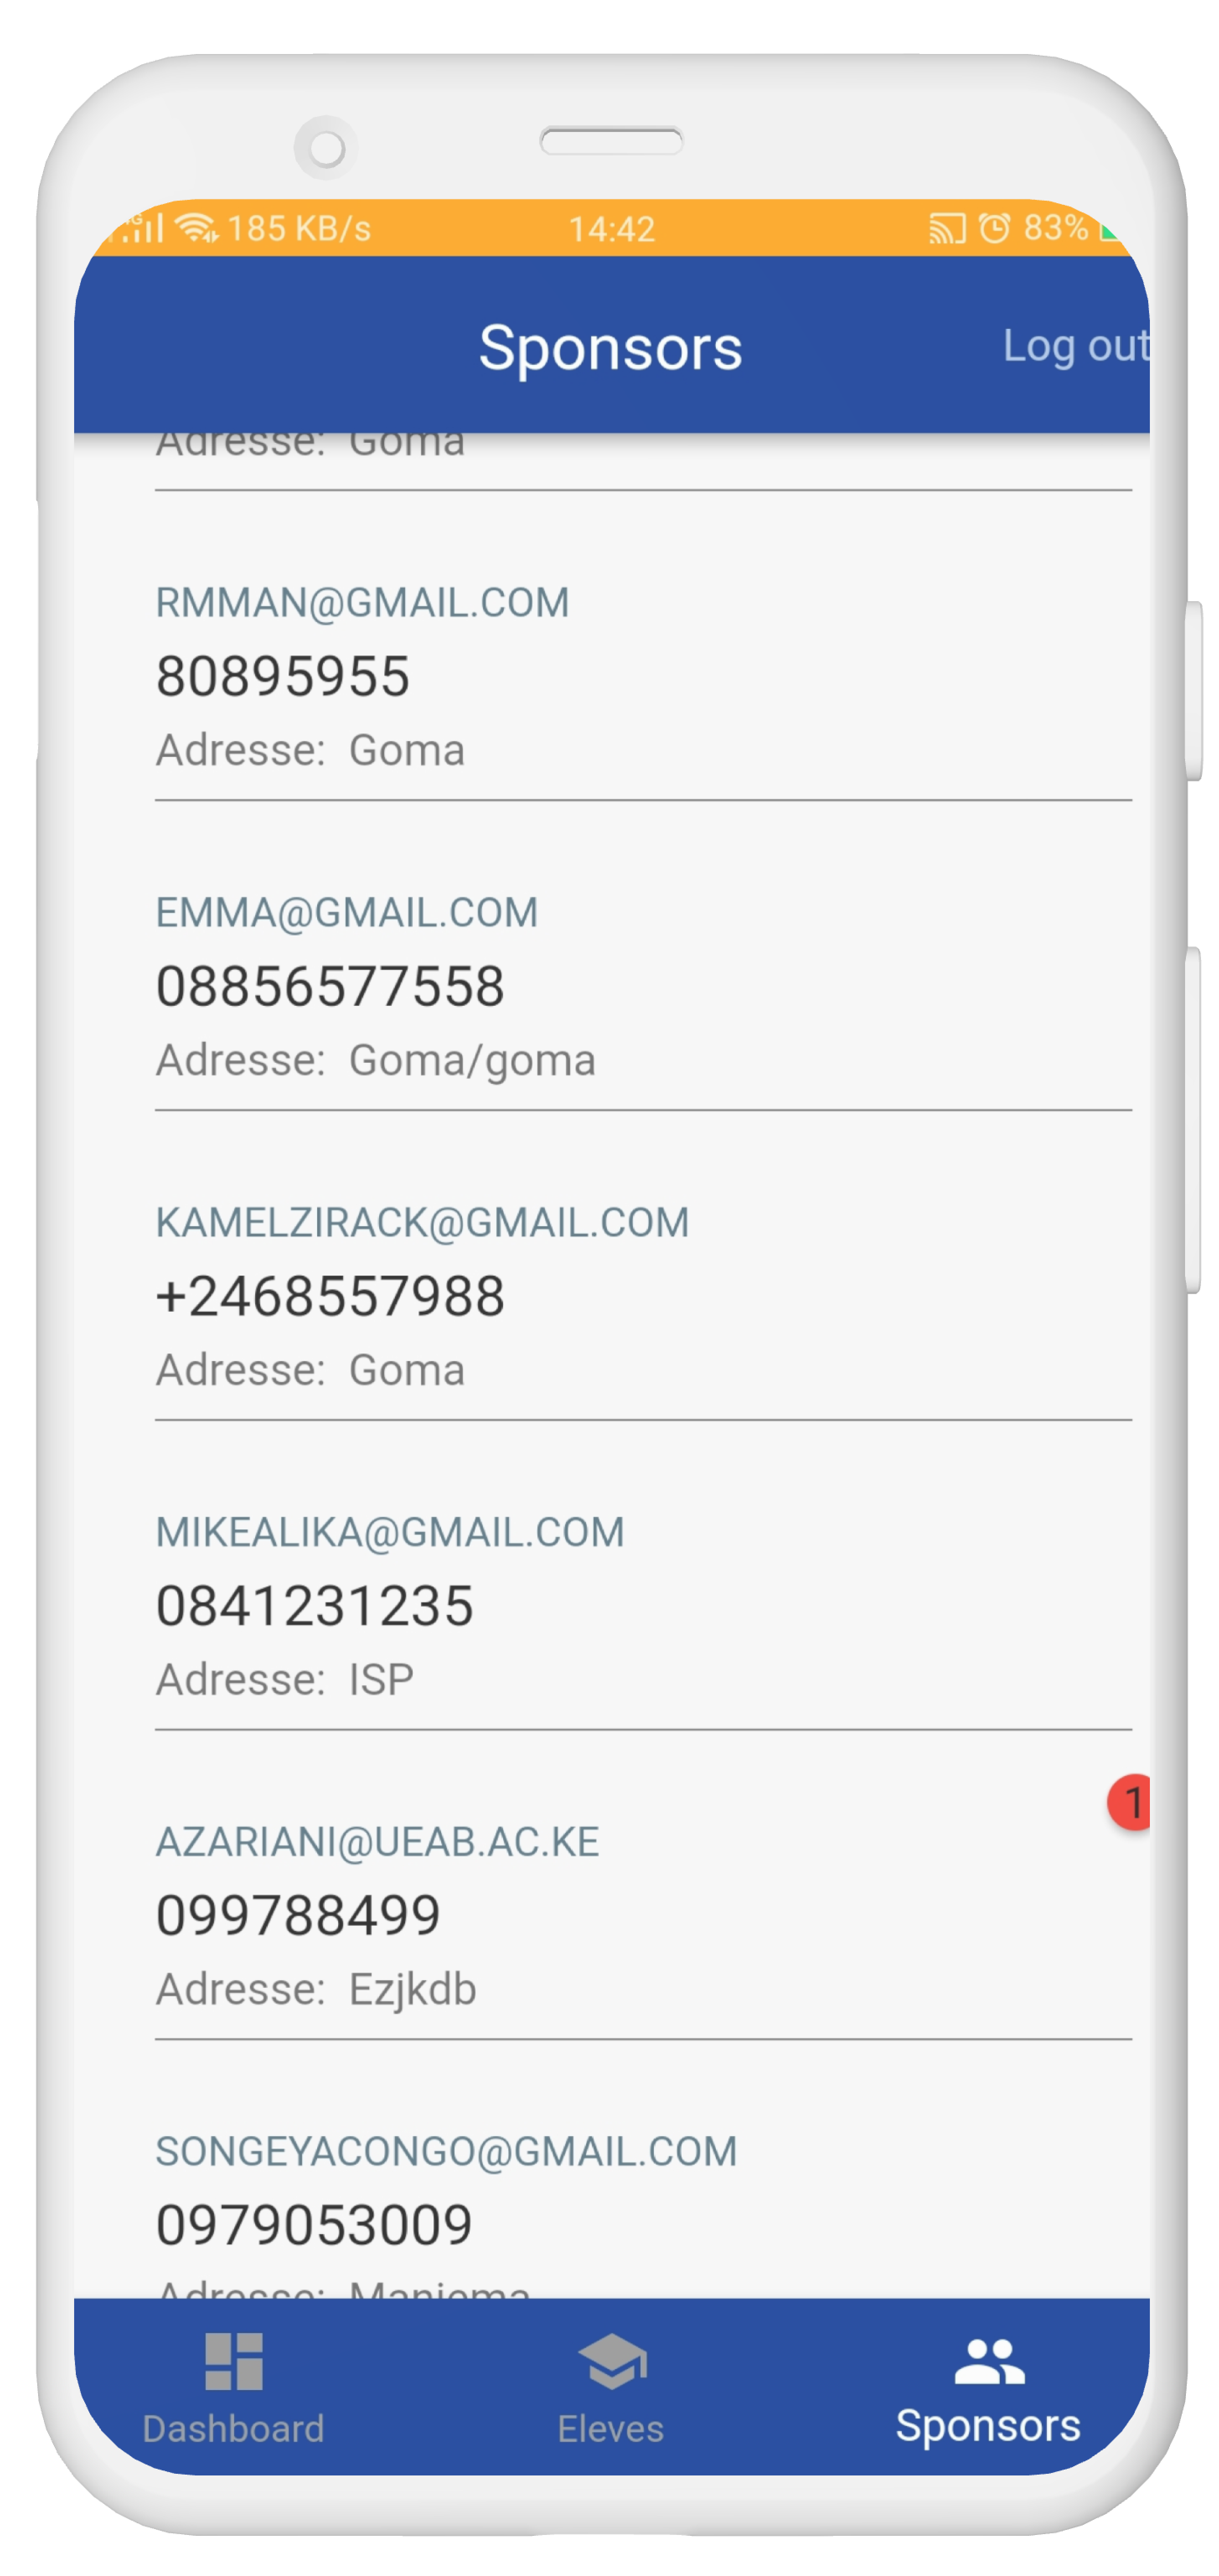 4G 185 KB/s 14:42 83%
Sponsors Log out
Adresse: Goma
RMMAN@GMAIL.COM
80895955
Adresse: Goma
EMMA@GMAIL.COM
08856577558
Adresse: Goma/goma
KAMELZIRACK@GMAIL.COM
+2468557988
Adresse: Goma
MIKEALIKA@GMAIL.COM
0841231235
Adresse: ISP
1
AZARIANI@UEAB.AC.KE
099788499
Adresse: Ezjkdb
SONGEYACONGO@GMAIL.COM
0979053009
Adresse: Maniema
Dashboard Eleves Sponsors